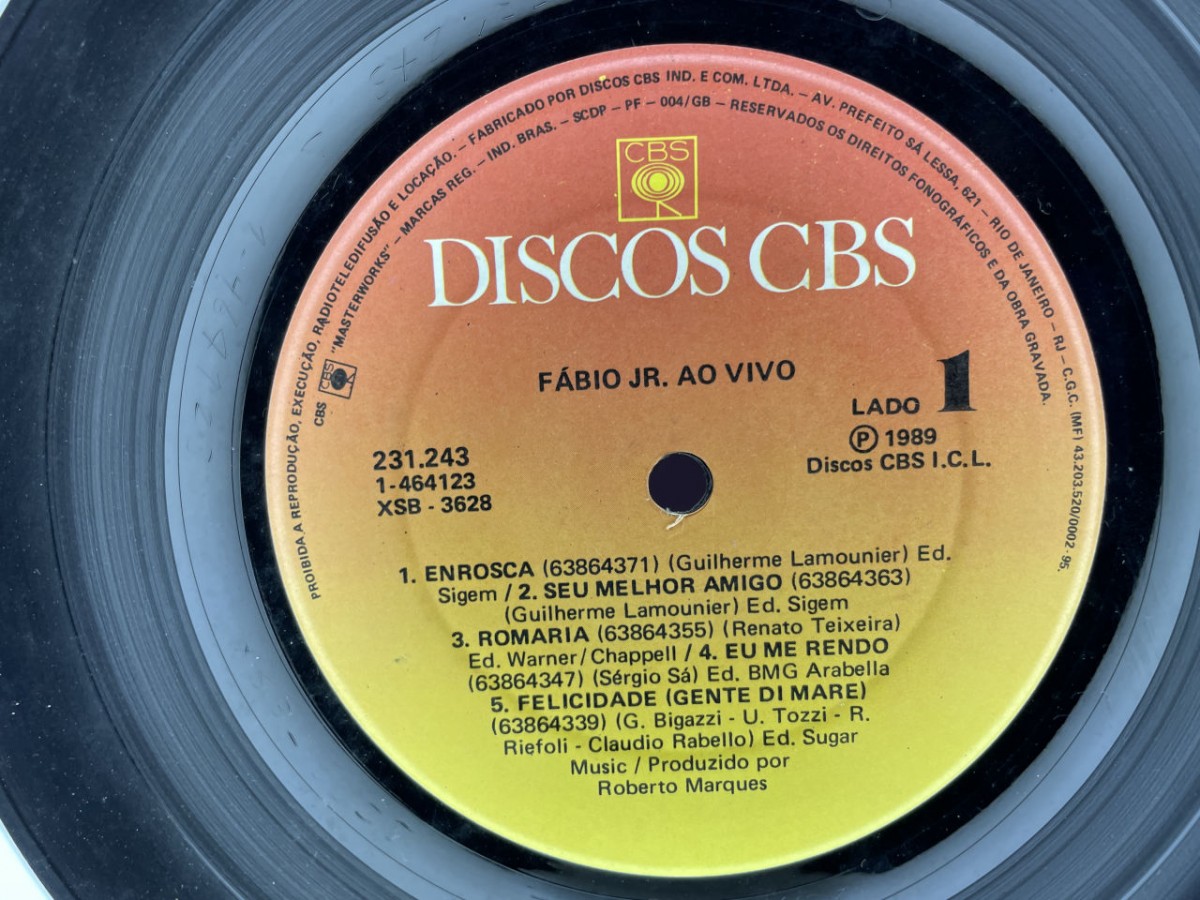 PROIBIDA A REPRODUÇÃO, EXECUÇÃO, RADIOTELEDIFUSÃO E LOCAÇÃO. – FABRICADO POR DISCOS CBS IND. E COM. LTDA. – AV. PREFEITO SÁ LESSA, 621 – RIO DE JANEIRO – RJ – C.G.C. (MF) 43.203.520/0002-95.
CBS CBS "MASTERWORKS" – MARCAS REG. – IND. BRAS. – SCDP – PF – 004/GB – RESERVADOS OS DIREITOS FONOGRÁFICOS E DA OBRA GRAVADA.
CBS
DISCOS CBS
FÁBIO JR. AO VIVO
LADO 1
Ⓟ 1989
Discos CBS I.C.L.
231.243
1-464123
XSB - 3628
1. ENROSCA (63864371) (Guilherme Lamounier) Ed.
Sigem / 2. SEU MELHOR AMIGO (63864363)
(Guilherme Lamounier) Ed. Sigem
3. ROMARIA (63864355) (Renato Teixeira)
Ed. Warner/Chappell / 4. EU ME RENDO
(63864347) (Sérgio Sá) Ed. BMG Arabella
5. FELICIDADE (GENTE DI MARE)
(63864339) (G. Bigazzi - U. Tozzi - R.
Riefoli - Claudio Rabello) Ed. Sugar
Music / Produzido por
Roberto Marques